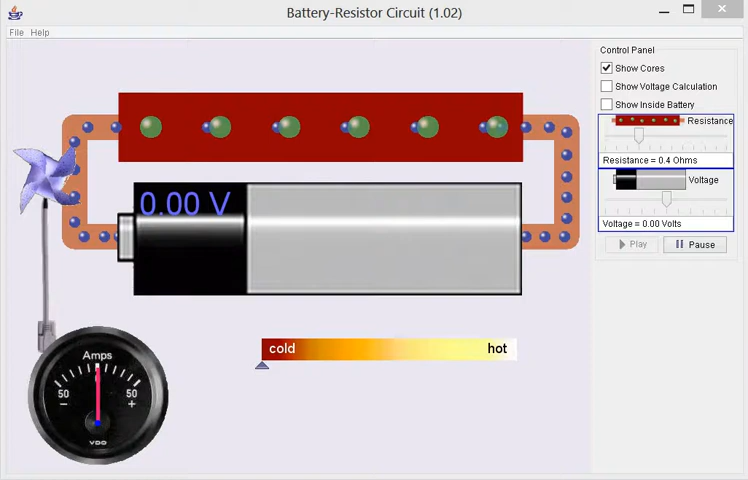 Battery-Resistor Circuit (1.02)
File Help
Control Panel
Show Cores
Show Voltage Calculation
Show Inside Battery
Resistance
Resistance = 0.4 Ohms
Voltage
Voltage = 0.00 Volts
Play Pause
0.00 V
cold hot
Amps
0
50 50
− +
VDO